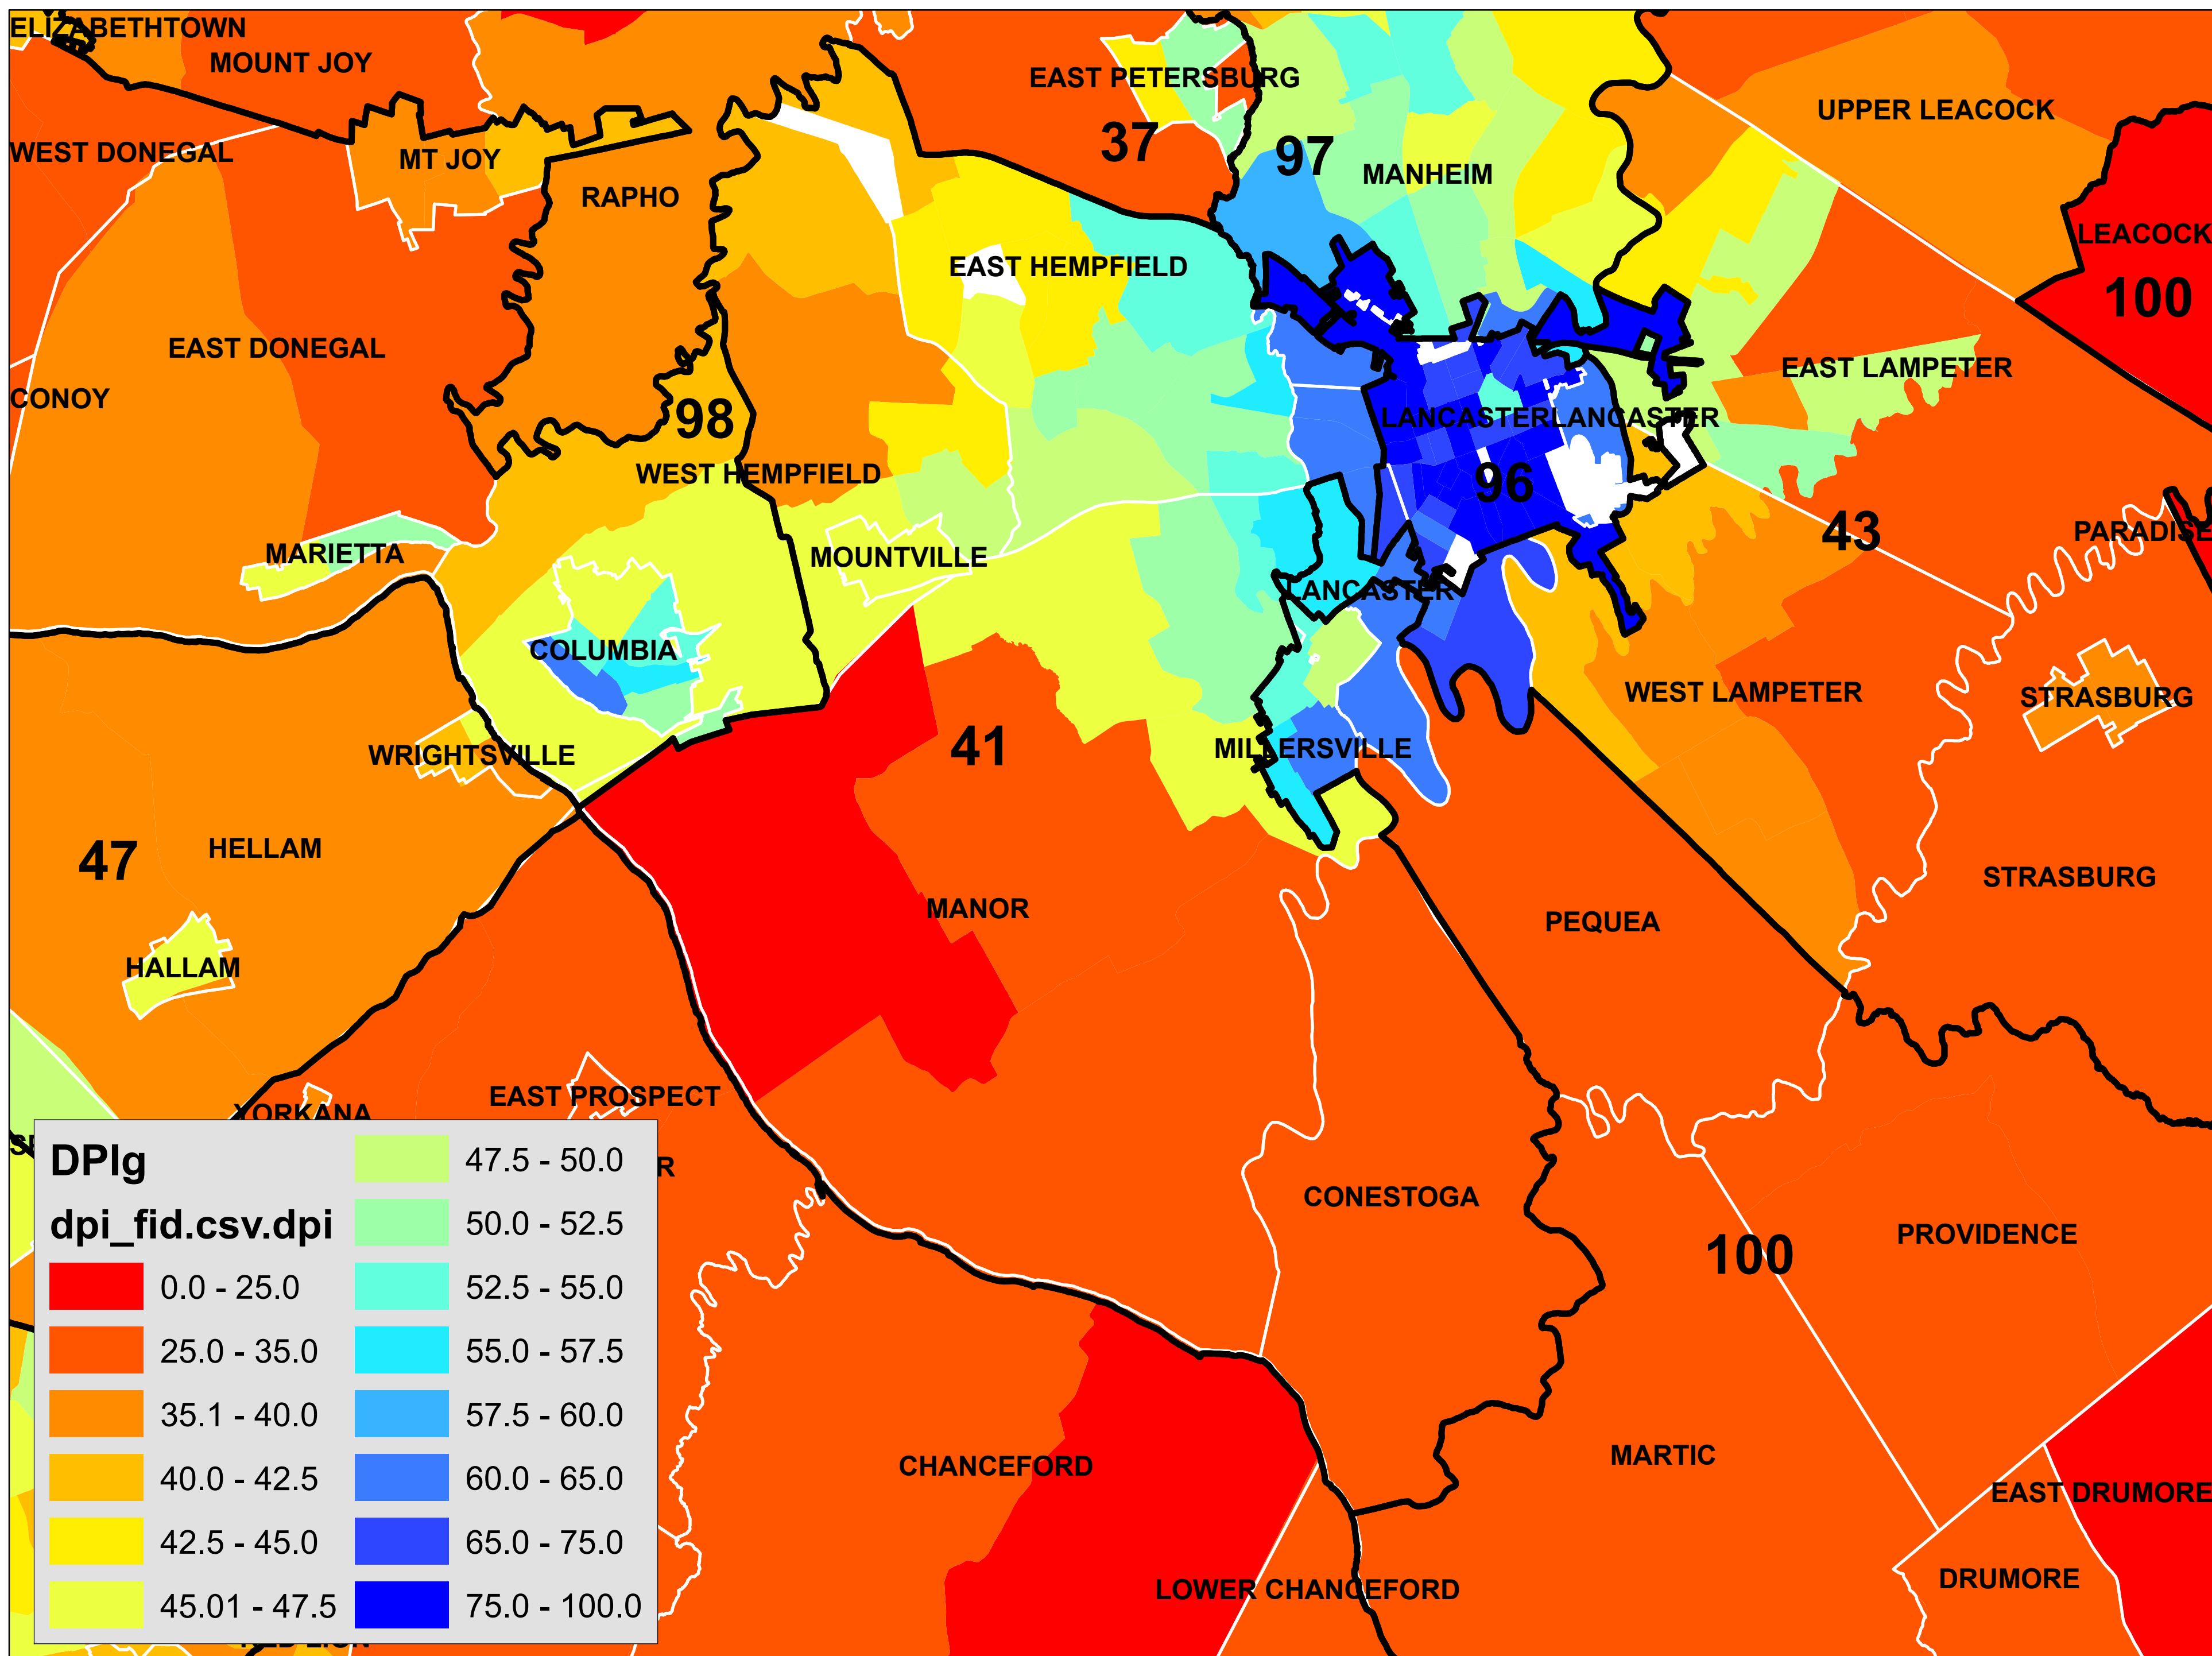 ELIZABETHTOWN
MOUNT JOY
EAST PETERSBURG
UPPER LEACOCK
37
97
WEST DONEGAL
MT JOY
MANHEIM
RAPHO
LEACOCK
EAST HEMPFIELD
100
EAST DONEGAL
EAST LAMPETER
CONOY
98
LANCASTER
LANCASTER
WEST HEMPFIELD
96
43
PARADISE
MARIETTA
MOUNTVILLE
LANCASTER
COLUMBIA
WEST LAMPETER
STRASBURG
41
MILLERSVILLE
WRIGHTSVILLE
47
HELLAM
STRASBURG
MANOR
PEQUEA
HALLAM
EAST PROSPECT
YORKANA
R
CONESTOGA
PROVIDENCE
100
CHANCEFORD
MARTIC
EAST DRUMORE
LOWER CHANCEFORD
DRUMORE
DPIg
dpi_fid.csv.dpi
0.0 - 25.0
25.0 - 35.0
35.1 - 40.0
40.0 - 42.5
42.5 - 45.0
45.01 - 47.5
47.5 - 50.0
50.0 - 52.5
52.5 - 55.0
55.0 - 57.5
57.5 - 60.0
60.0 - 65.0
65.0 - 75.0
75.0 - 100.0